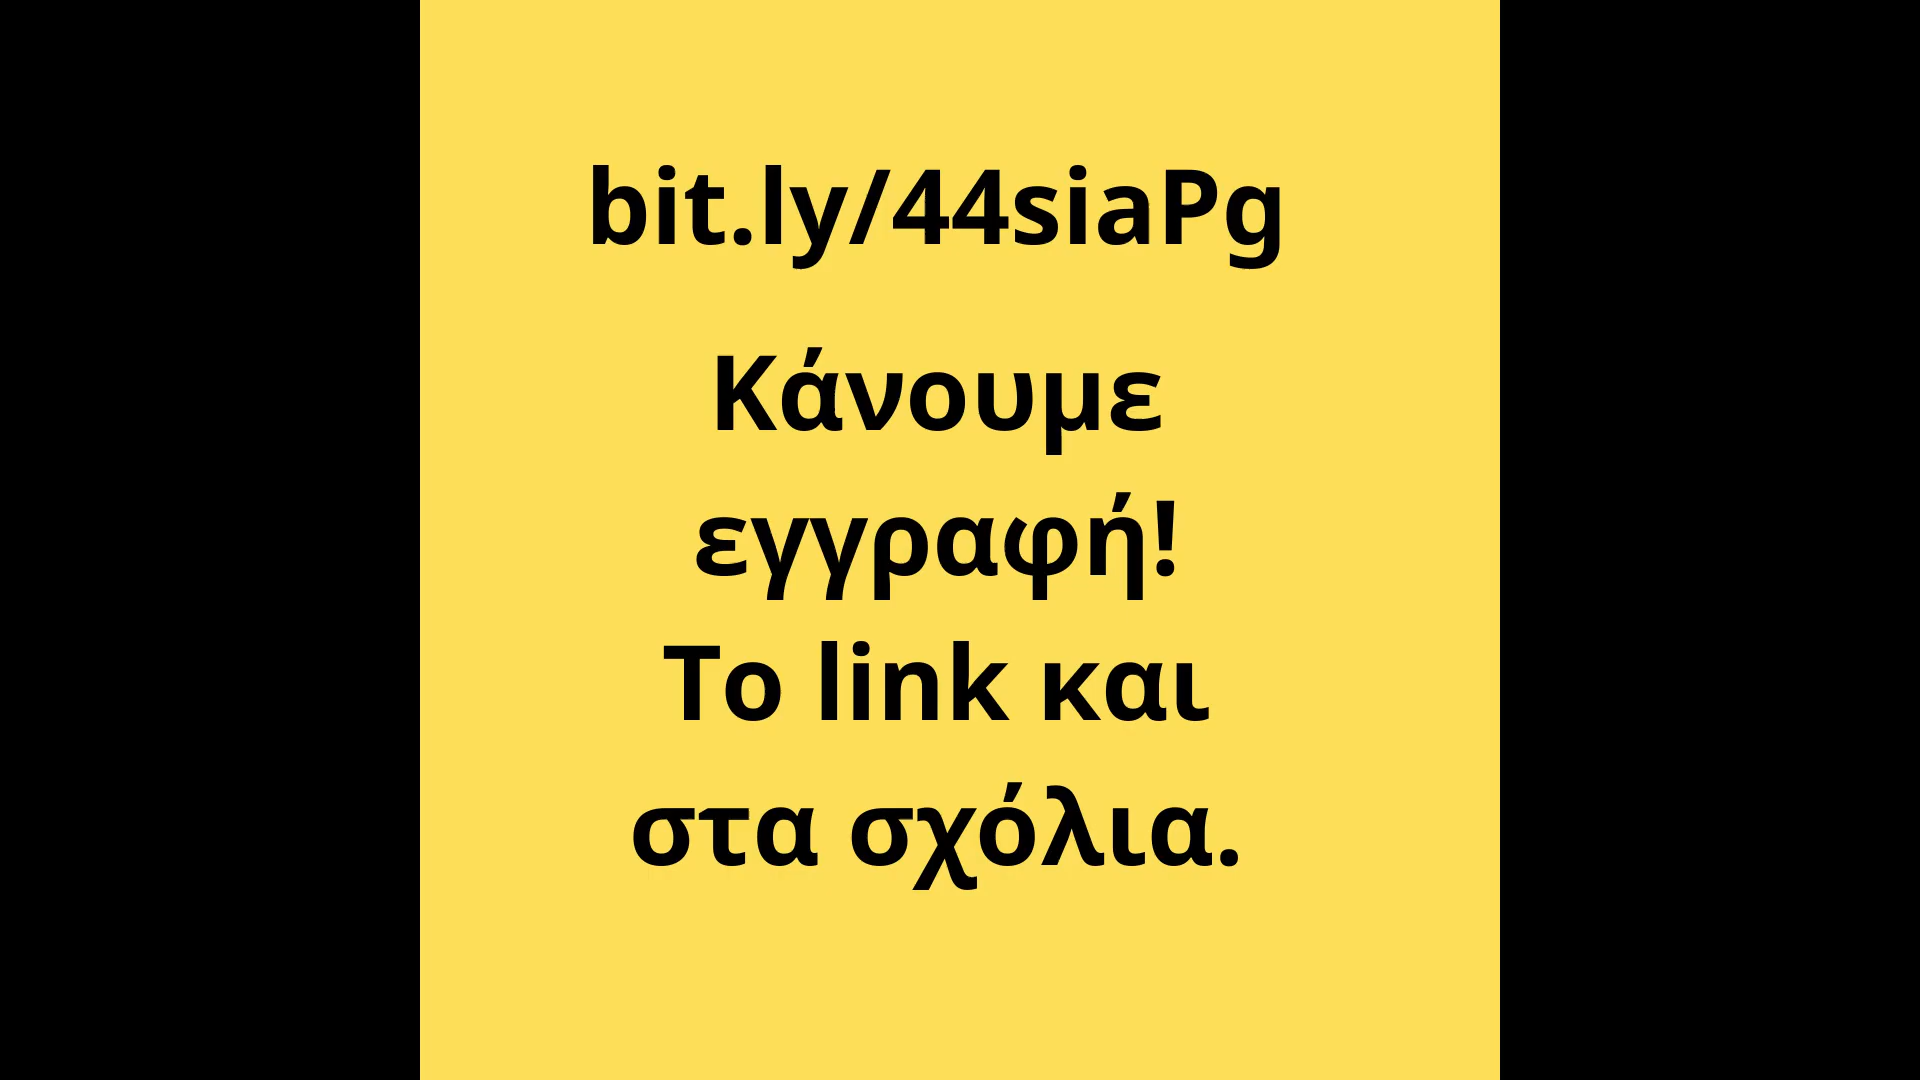 bit.ly/44siaPg
Κάνουμε
εγγραφή!
Το link και
στα σχόλια.